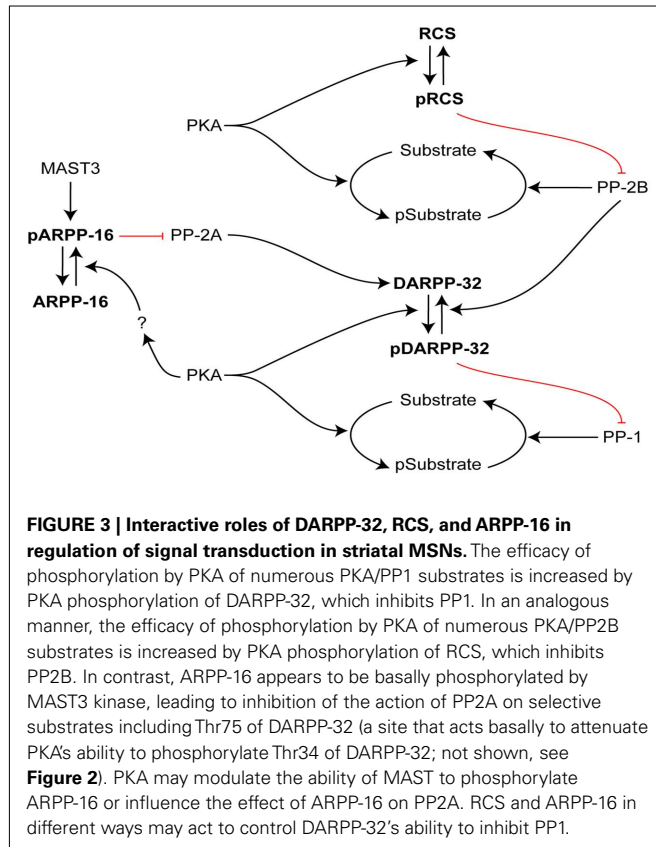 RCS
pRCS
PKA
Substrate
MAST3
PP-2B
pSubstrate
pARPP-16
PP-2A
DARPP-32
ARPP-16
?
pDARPP-32
PKA
Substrate
PP-1
pSubstrate
FIGURE 3 | Interactive roles of DARPP-32, RCS, and ARPP-16 in
regulation of signal transduction in striatal MSNs. The efficacy of
phosphorylation by PKA of numerous PKA/PP1 substrates is increased by
PKA phosphorylation of DARPP-32, which inhibits PP1. In an analogous
manner, the efficacy of phosphorylation by PKA of numerous PKA/PP2B
substrates is increased by PKA phosphorylation of RCS, which inhibits
PP2B. In contrast, ARPP-16 appears to be basally phosphorylated by
MAST3 kinase, leading to inhibition of the action of PP2A on selective
substrates including Thr75 of DARPP-32 (a site that acts basally to attenuate
PKA's ability to phosphorylate Thr34 of DARPP-32; not shown, see
Figure 2). PKA may modulate the ability of MAST to phosphorylate
ARPP-16 or influence the effect of ARPP-16 on PP2A. RCS and ARPP-16 in
different ways may act to control DARPP-32's ability to inhibit PP1.